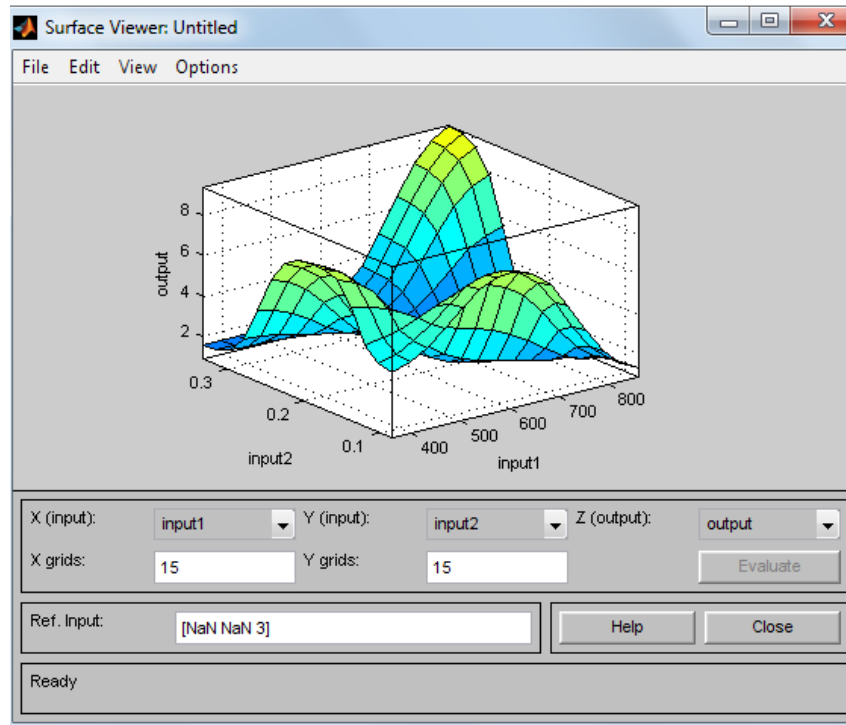 Surface Viewer: Untitled
File Edit View Options
output
8
6
4
2
0.3
0.2
0.1
input2
400
500
600
700
800
input1
X (input):
input1
Y (input):
input2
Z (output):
output
X grids:
15
Y grids:
15
Evaluate
Ref. Input:
[NaN NaN 3]
Help
Close
Ready